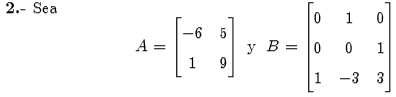 2.- Sea
A = [-6 5; 1 9] y B = [0 1 0; 0 0 1; 1 -3 3]